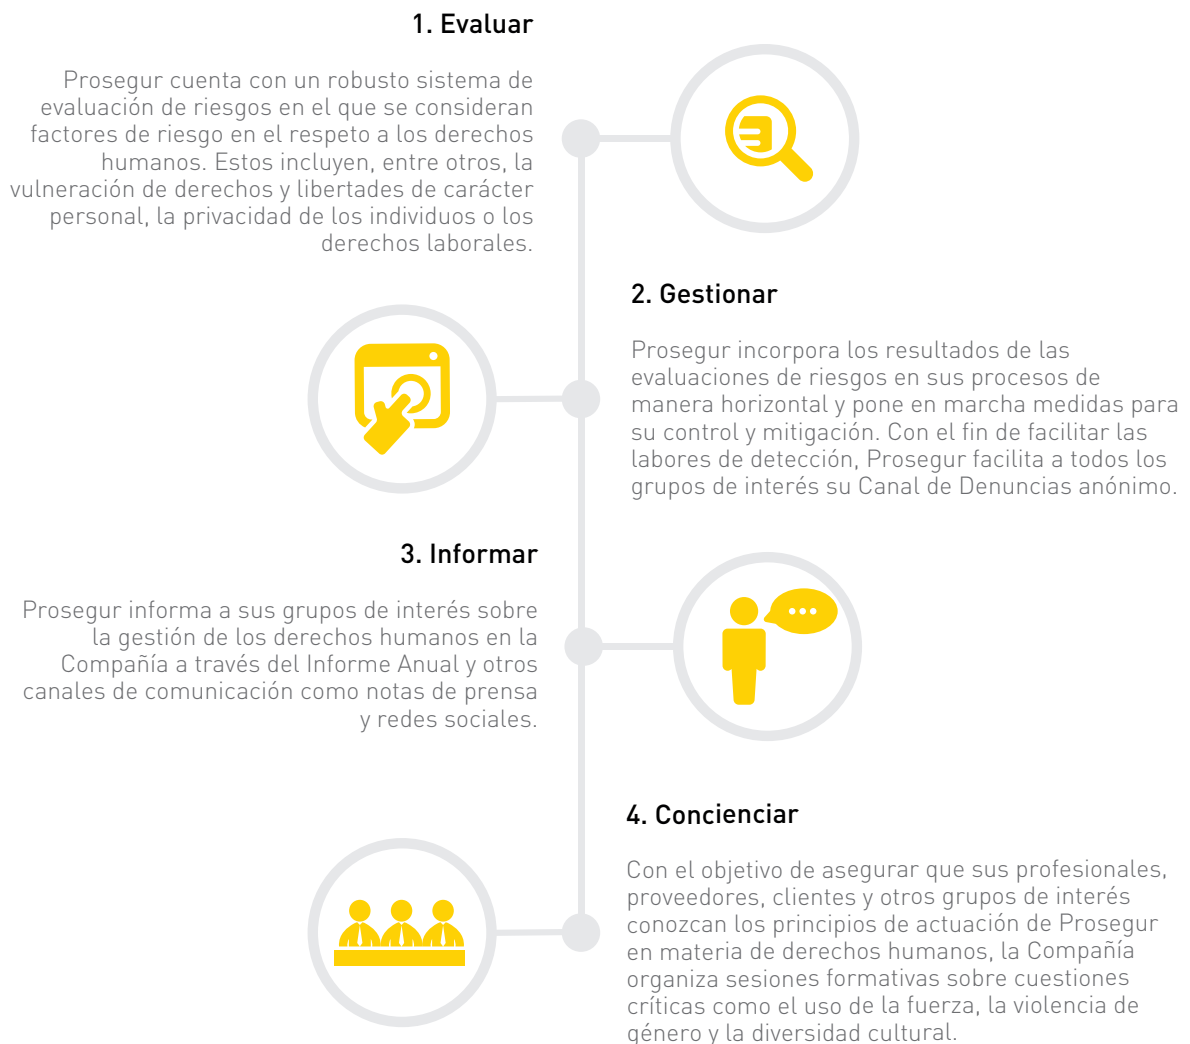 1. Evaluar
Prosegur cuenta con un robusto sistema de
evaluación de riesgos en el que se consideran
factores de riesgo en el respeto a los derechos
humanos. Estos incluyen, entre otros, la
vulneración de derechos y libertades de carácter
personal, la privacidad de los individuos o los
derechos laborales.
2. Gestionar
Prosegur incorpora los resultados de las
evaluaciones de riesgos en sus procesos de
manera horizontal y pone en marcha medidas para
su control y mitigación. Con el fin de facilitar las
labores de detección, Prosegur facilita a todos los
grupos de interés su Canal de Denuncias anónimo.
3. Informar
Prosegur informa a sus grupos de interés sobre
la gestión de los derechos humanos en la
Compañía a través del Informe Anual y otros
canales de comunicación como notas de prensa
y redes sociales.
4. Concienciar
Con el objetivo de asegurar que sus profesionales,
proveedores, clientes y otros grupos de interés
conozcan los principios de actuación de Prosegur
en materia de derechos humanos, la Compañía
organiza sesiones formativas sobre cuestiones
críticas como el uso de la fuerza, la violencia de
género y la diversidad cultural.